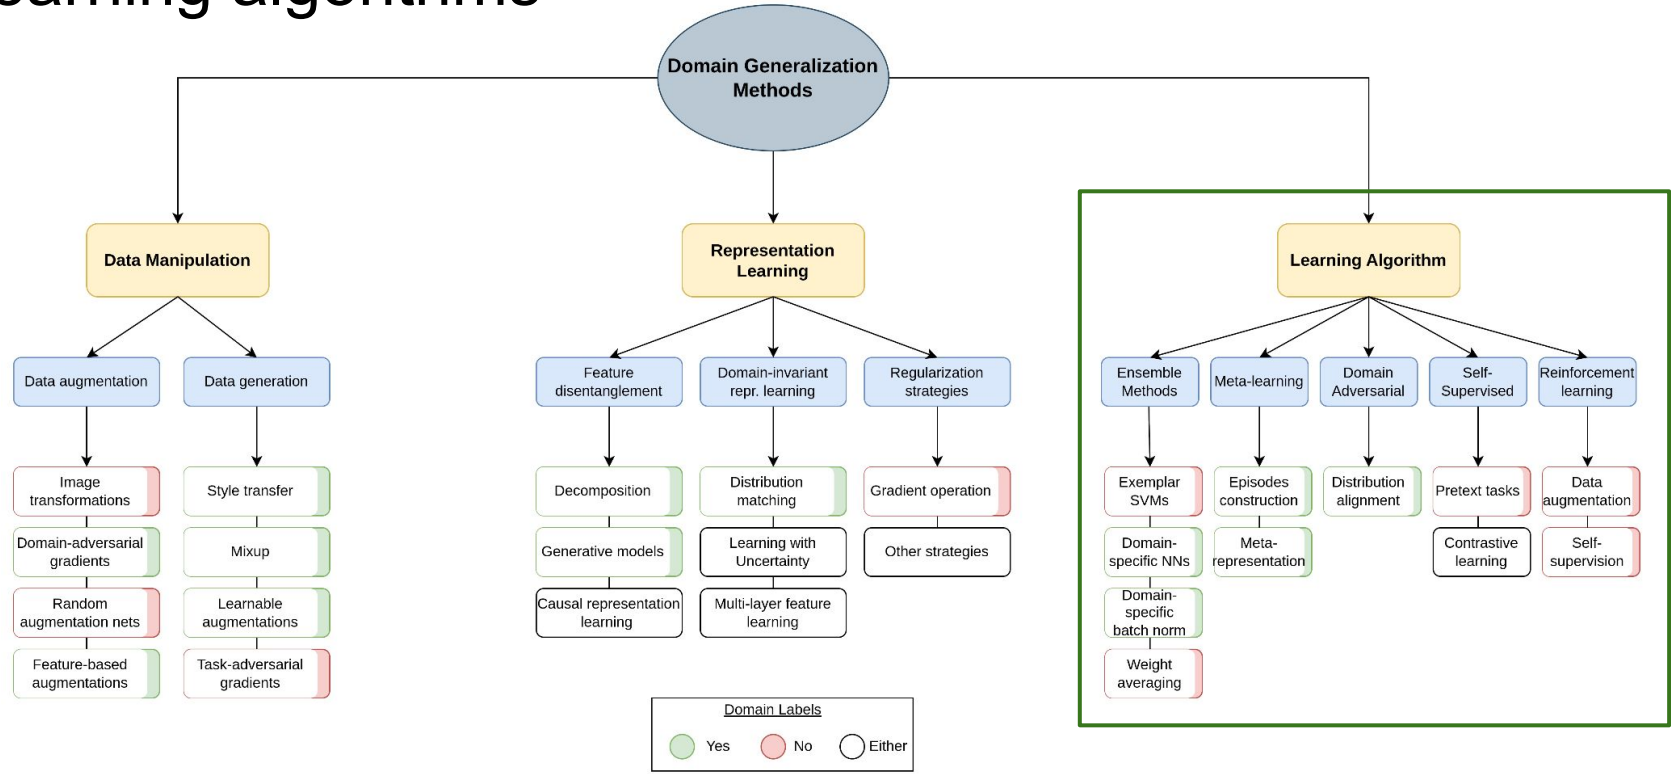 earning algorithms
Domain Generalization
Methods
Data Manipulation
Representation
Learning
Learning Algorithm
Data augmentation
Data generation
Feature
disentanglement
Domain-invariant
repr. learning
Regularization
strategies
Ensemble
Methods
Meta-learning
Domain
Adversarial
Self-
Supervised
Reinforcement
learning
Image
transformations
Domain-adversarial
gradients
Random
augmentation nets
Feature-based
augmentations
Style transfer
Mixup
Learnable
augmentations
Task-adversarial
gradients
Decomposition
Generative models
Causal representation
learning
Distribution
matching
Learning with
Uncertainty
Multi-layer feature
learning
Gradient operation
Other strategies
Exemplar
SVMs
Domain-
specific NNs
Domain-
specific
batch norm
Weight
averaging
Episodes
construction
Meta-
representation
Distribution
alignment
Pretext tasks
Contrastive
learning
Data
augmentation
Self-
supervision
Domain Labels
Yes
No
Either